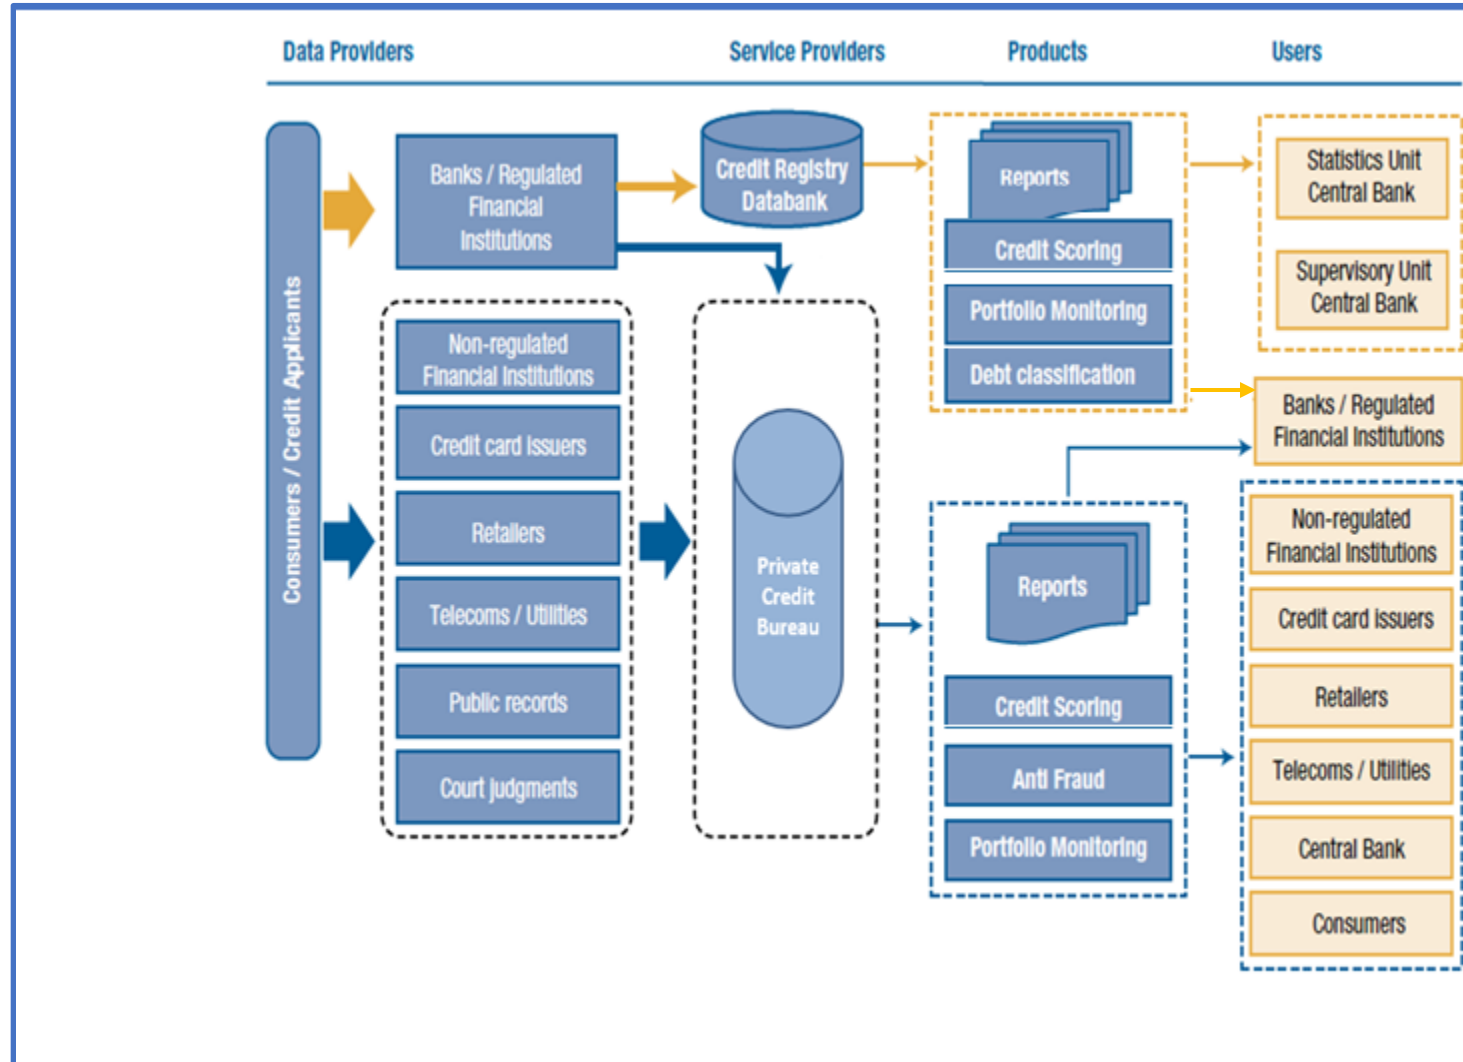 Data Providers
Service Providers
Products
Users
Consumers / Credit Applicants
Banks / Regulated
Financial
Institutions
Non-regulated
Financial Institutions
Credit card issuers
Retailers
Telecoms / Utilities
Public records
Court judgments
Credit Registry
Databank
Private
Credit
Bureau
Reports
Credit Scoring
Portfolio Monitoring
Debt classification
Reports
Credit Scoring
Anti Fraud
Portfolio Monitoring
Statistics Unit
Central Bank
Supervisory Unit
Central Bank
Banks / Regulated
Financial Institutions
Non-regulated
Financial Institutions
Credit card issuers
Retailers
Telecoms / Utilities
Central Bank
Consumers